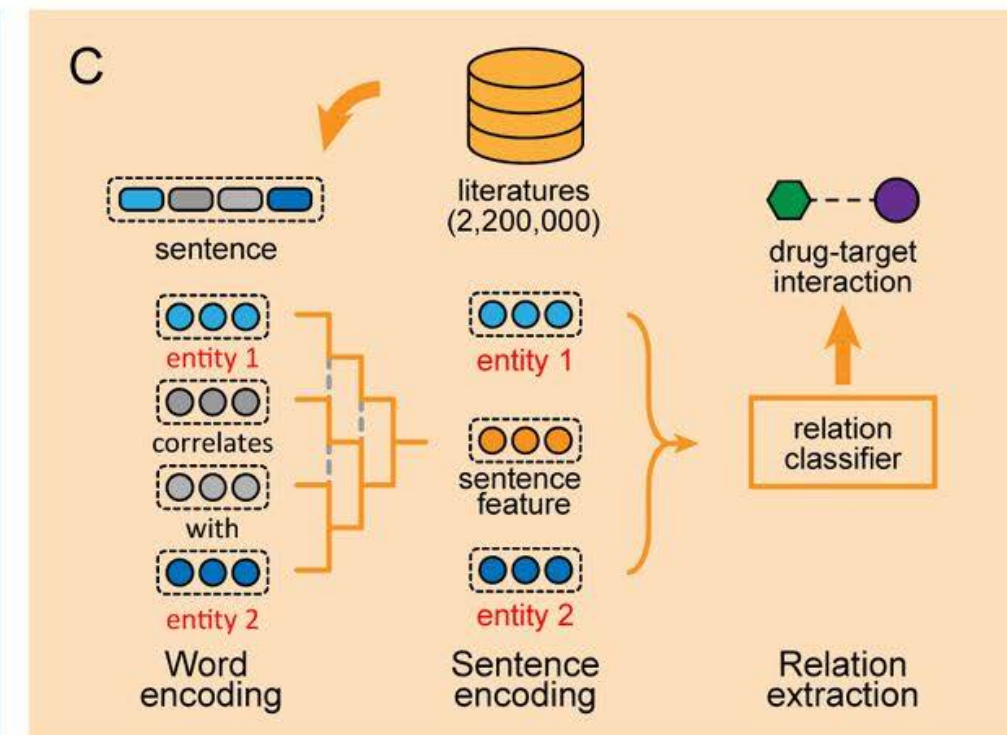 C
literatures
(2,200,000)
sentence
drug-target
interaction
entity 1
correlates
with
entity 2
entity 1
sentence
feature
entity 2
relation
classifier
Word
encoding
Sentence
encoding
Relation
extraction